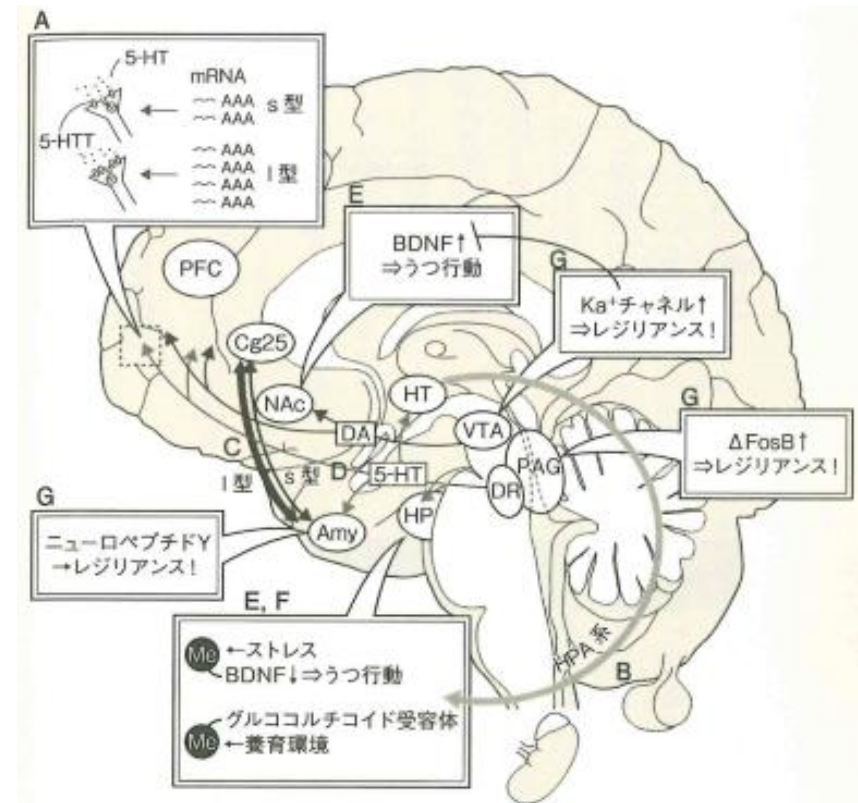 A
5-HT
mRNA
AAA
AAA
s型
5-HTT
AAA
AAA
AAA
AAA
l型
E
BDNF↑
⇒うつ行動
G
Ka⁺チャネル↑
⇒レジリアンス!
PFC
Cg25
NAc
HT
DA
VTA
G
ΔFosB↑
⇒レジリアンス!
PAG
C
D
5-HT
DR
l型
s型
HP
Amy
G
ニューロペプチドY
→レジリアンス!
HPA系
B
E, F
Me
←ストレス
BDNF↓⇒うつ行動
グルココルチコイド受容体
Me
←養育環境